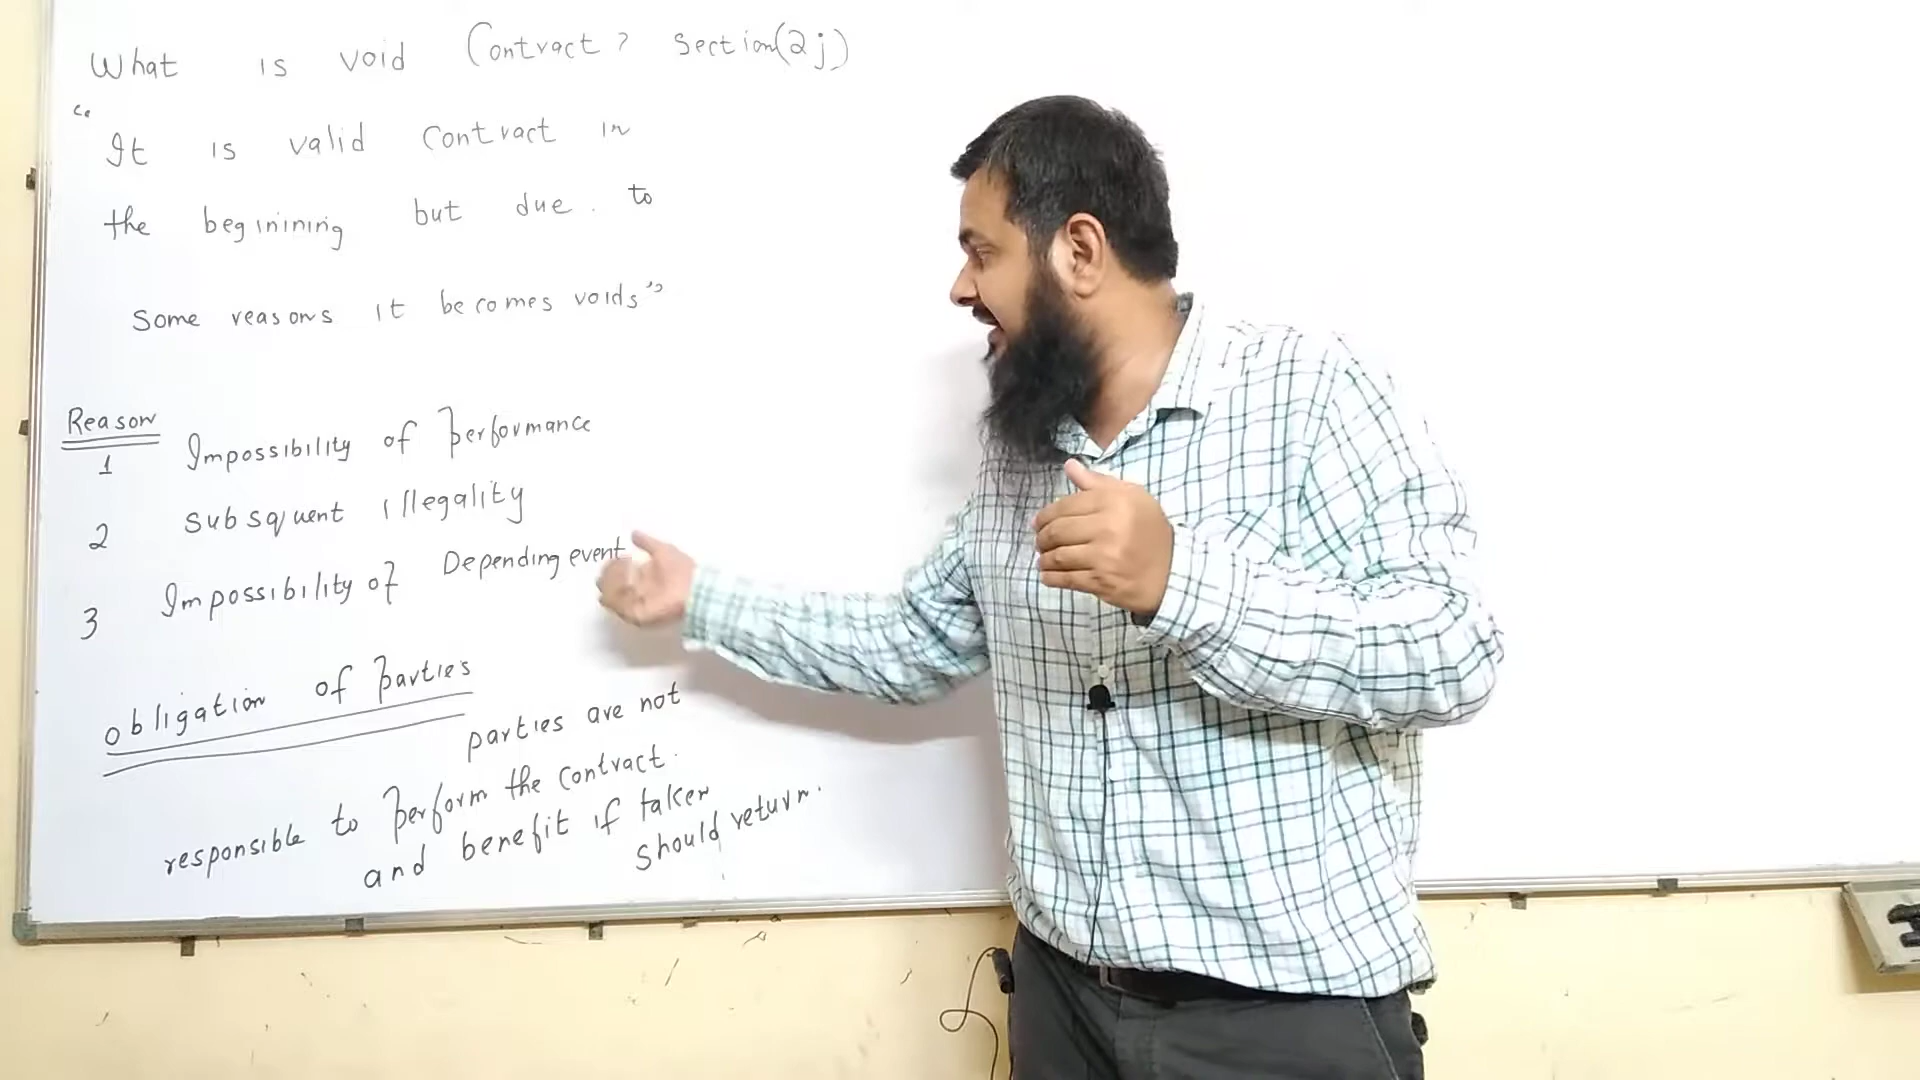 What is void Contract? Section(2j)
"It is valid contract in
the beginining but due. to
Some reasons it becomes voids"
Reason
1 Impossibility of Performance
2 Subsquent illegality
3 Impossibility of Depending event
obligation of Parties
parties are not
responsible to Perform the contract.
and benefit if taken
should return.